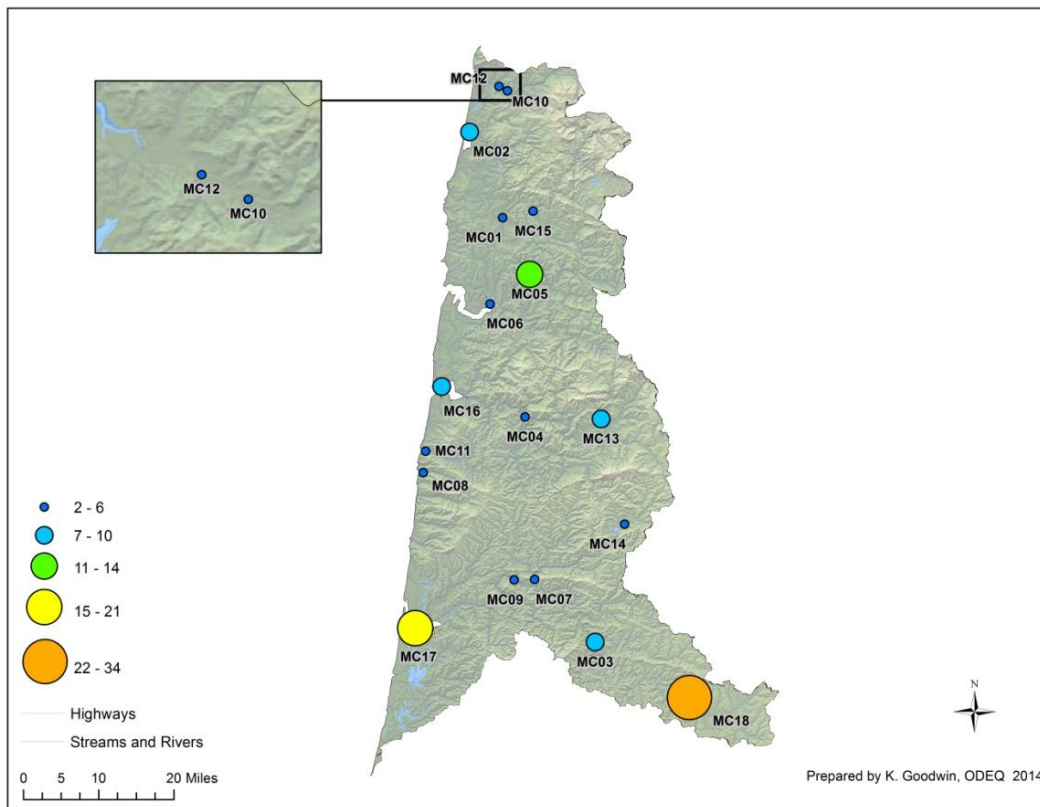 MC12
MC10
MC02
MC12
MC10
MC01
MC15
MC05
MC06
MC16
MC04
MC13
MC11
MC08
MC14
MC09
MC07
MC17
MC03
MC18
2 - 6
7 - 10
11 - 14
15 - 21
22 - 34
Highways
Streams and Rivers
0 5 10 20 Miles
N
Prepared by K. Goodwin, ODEQ 2014